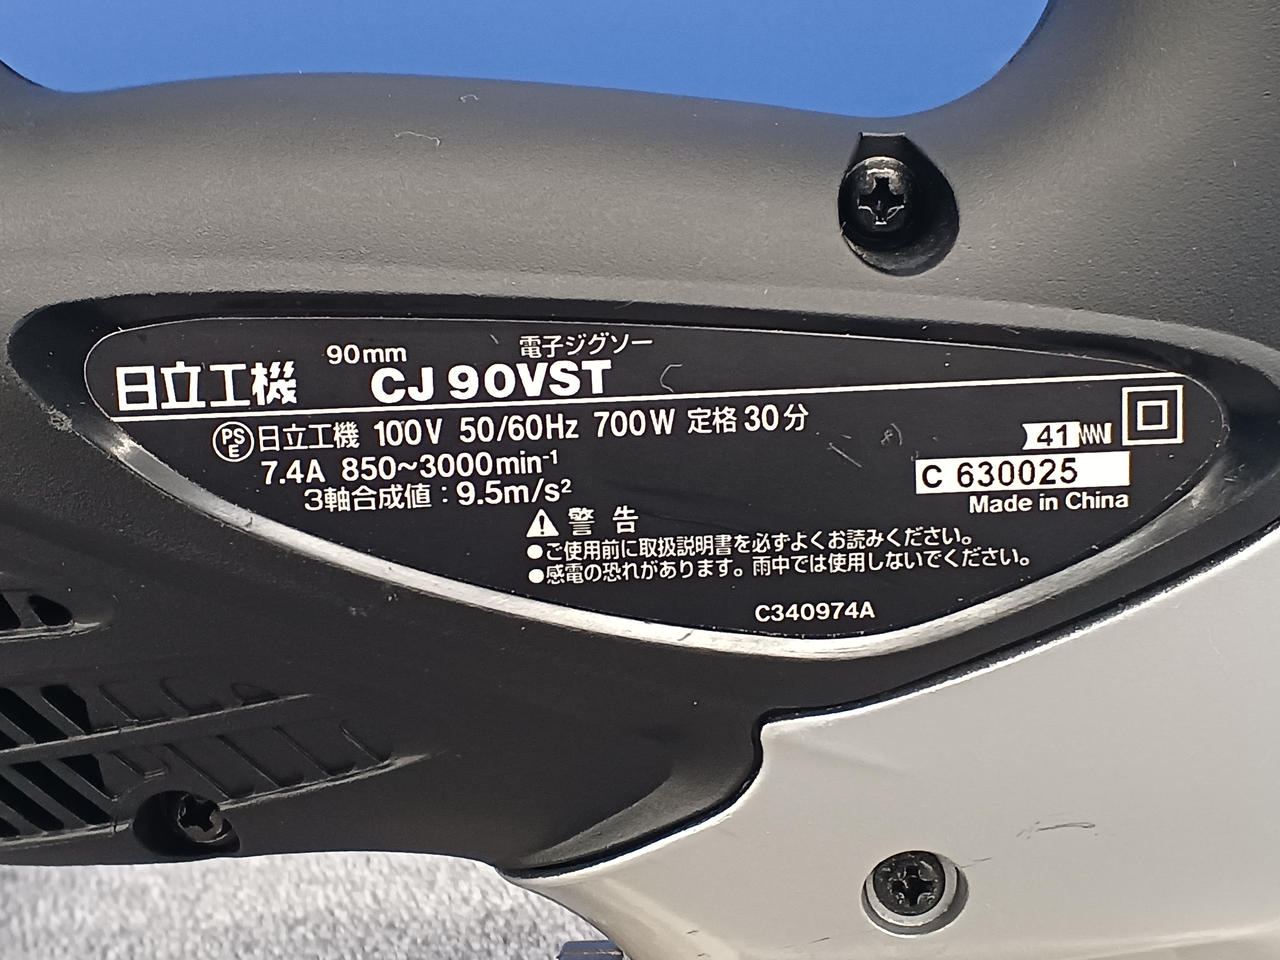 90mm 電子ジグソー
日立工機 CJ 90VST
PSE 日立工機 100V 50/60Hz 700W 定格30分
7.4A 850~3000min-1
3軸合成値:9.5m/s2
41
C 630025
Made in China
警告
●ご使用前に取扱説明書を必ずよくお読みください。
●感電の恐れがあります。雨中では使用しないでください。
C340974A